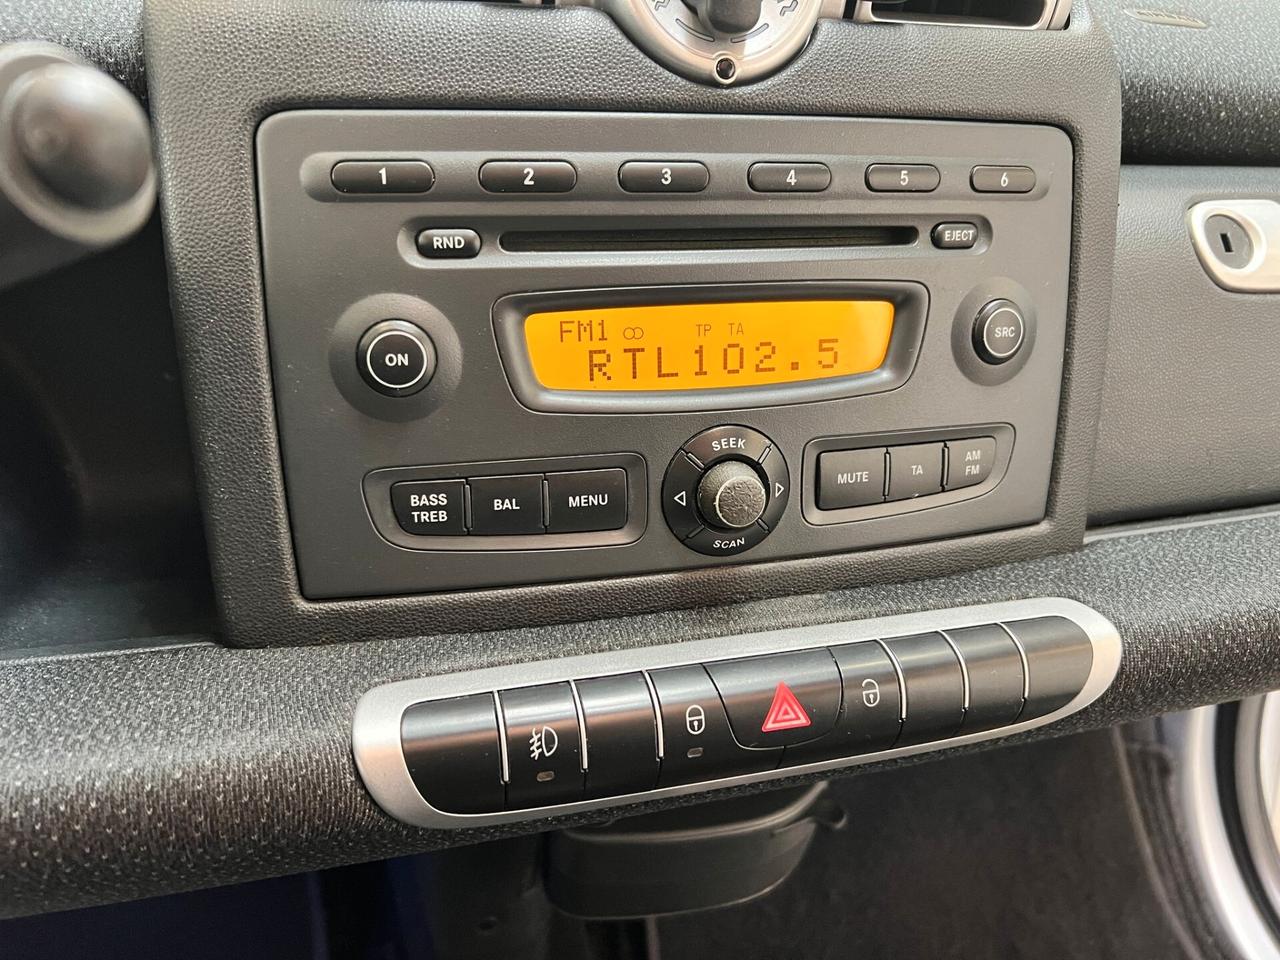 1 2 3 4 5 6
RND EJECT
FM1 TP TA
RTL102.5
ON SRC
SEEK
BASS TREB BAL MENU
MUTE TA AM FM
SCAN